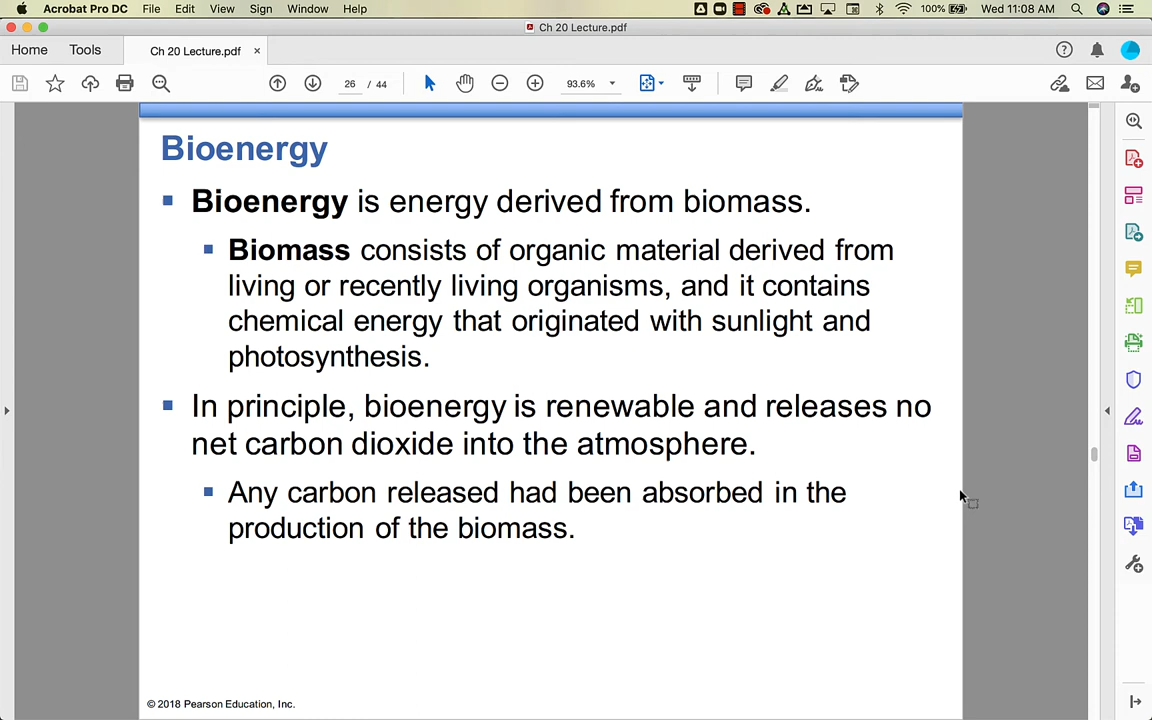 Acrobat Pro DC File Edit View Sign Window Help 100% Wed 11:08 AM
Ch 20 Lecture.pdf
Home Tools Ch 20 Lecture.pdf ×
26 / 44 93.6%
Bioenergy
Bioenergy is energy derived from biomass.
Biomass consists of organic material derived from
living or recently living organisms, and it contains
chemical energy that originated with sunlight and
photosynthesis.
In principle, bioenergy is renewable and releases no
net carbon dioxide into the atmosphere.
Any carbon released had been absorbed in the
production of the biomass.
© 2018 Pearson Education, Inc.